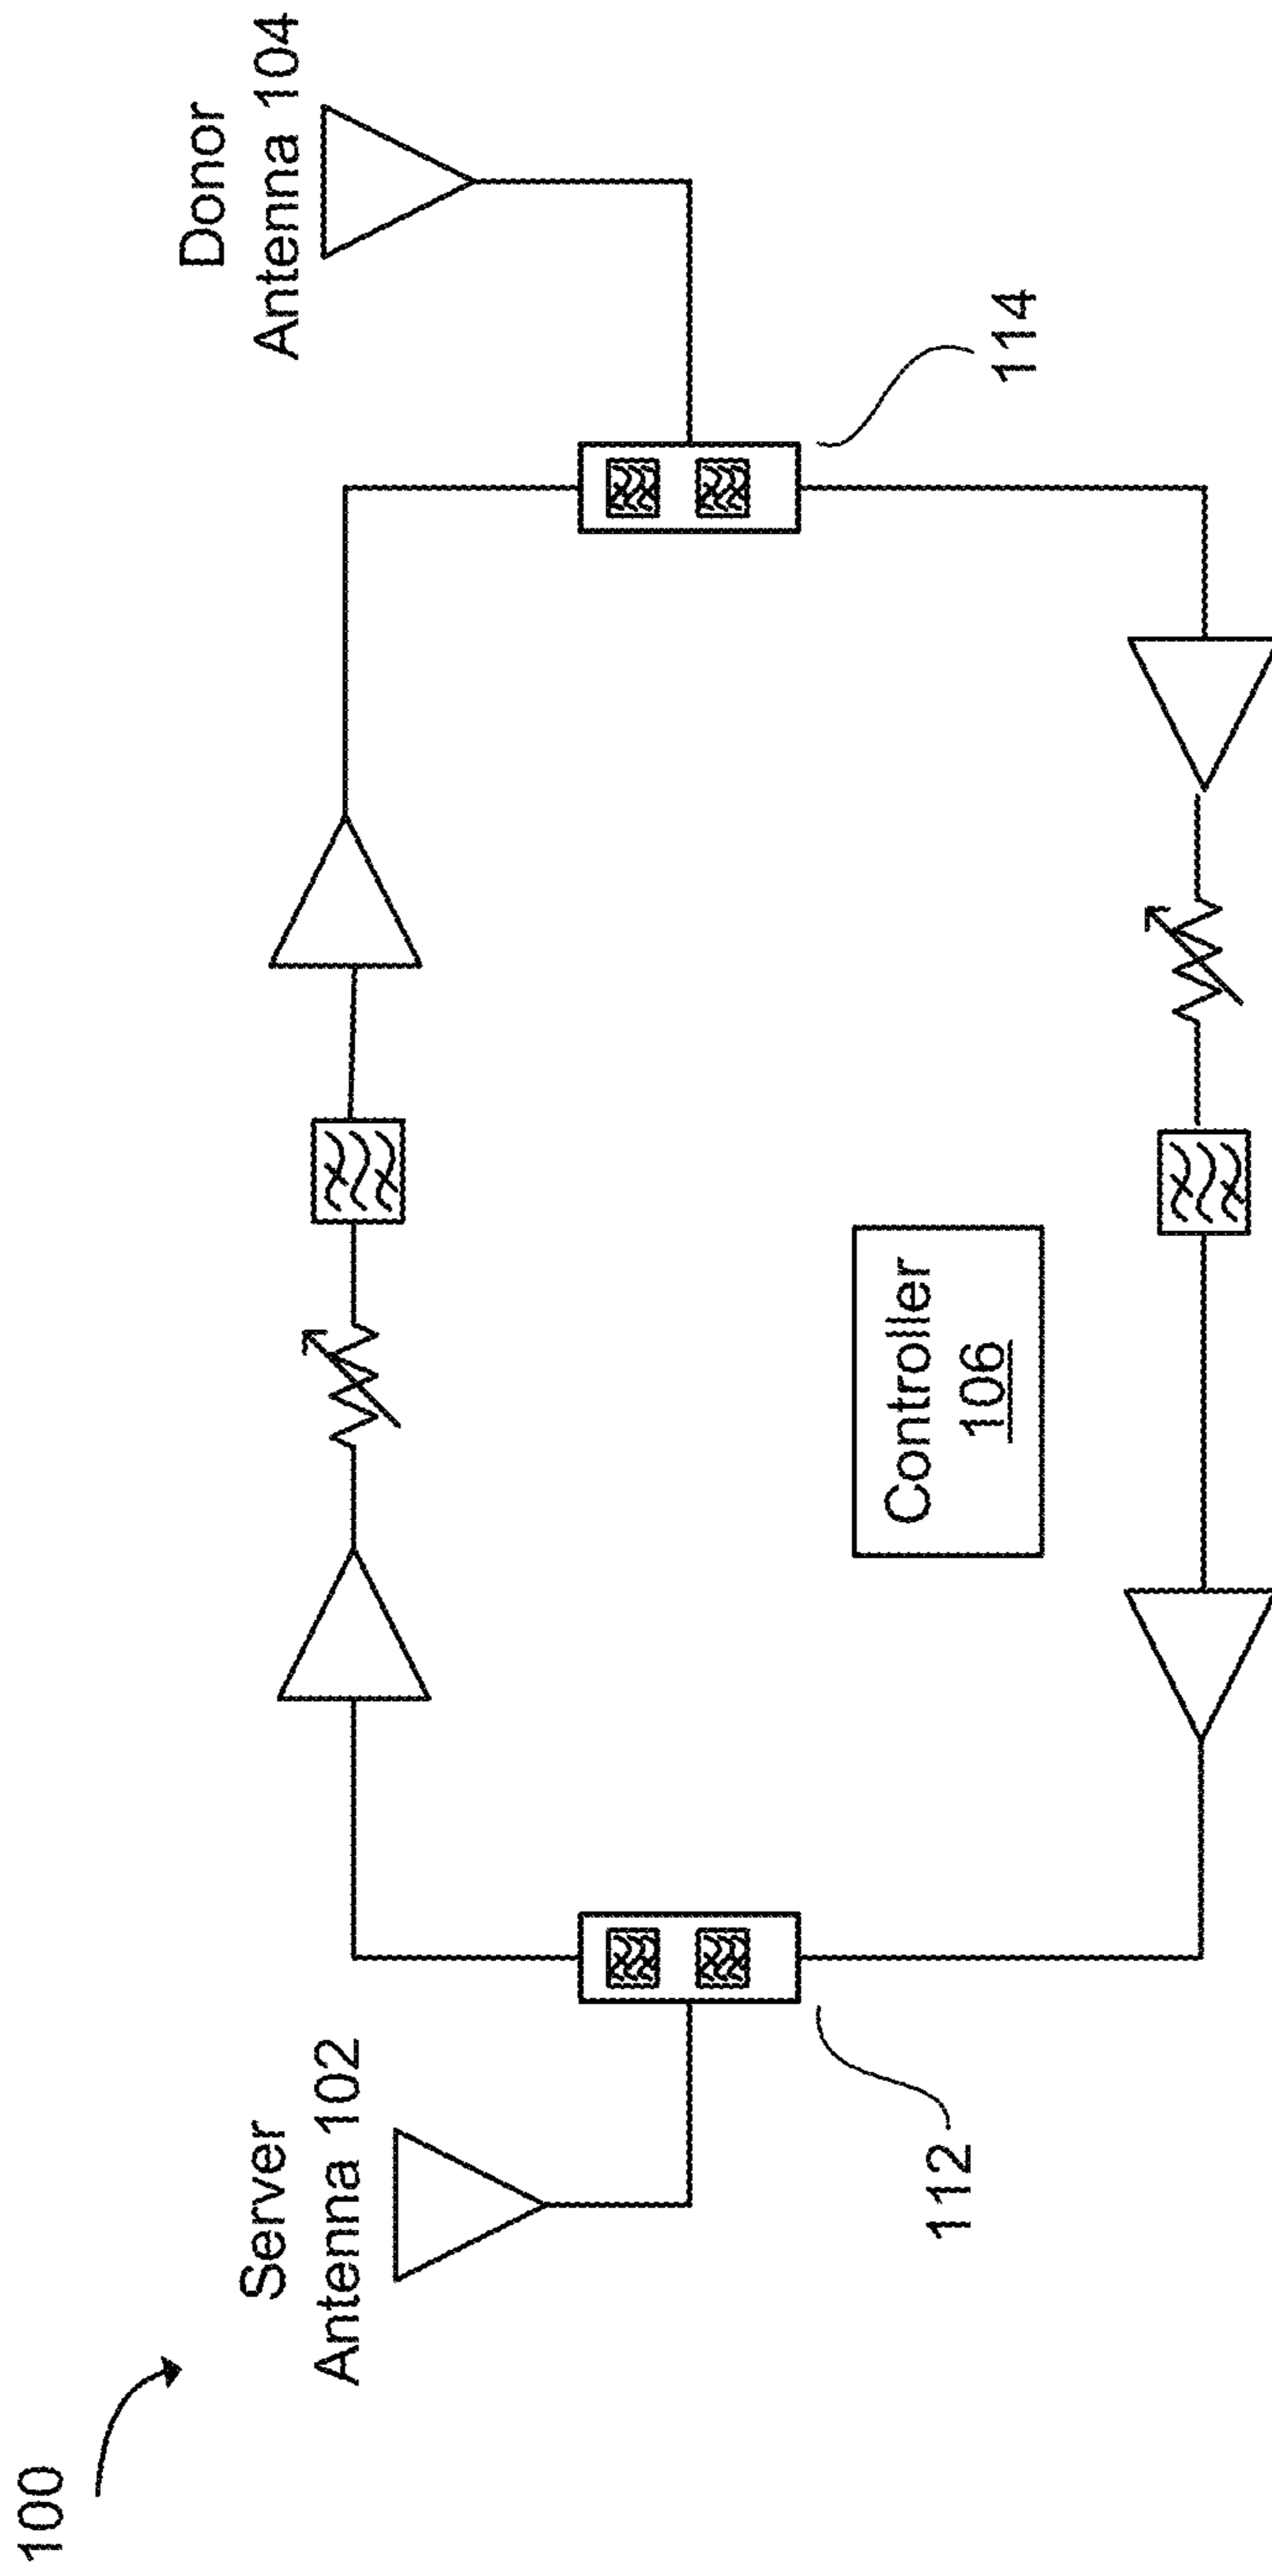 100
Server
Antenna 102
Donor
Antenna 104
112
114
Controller
106